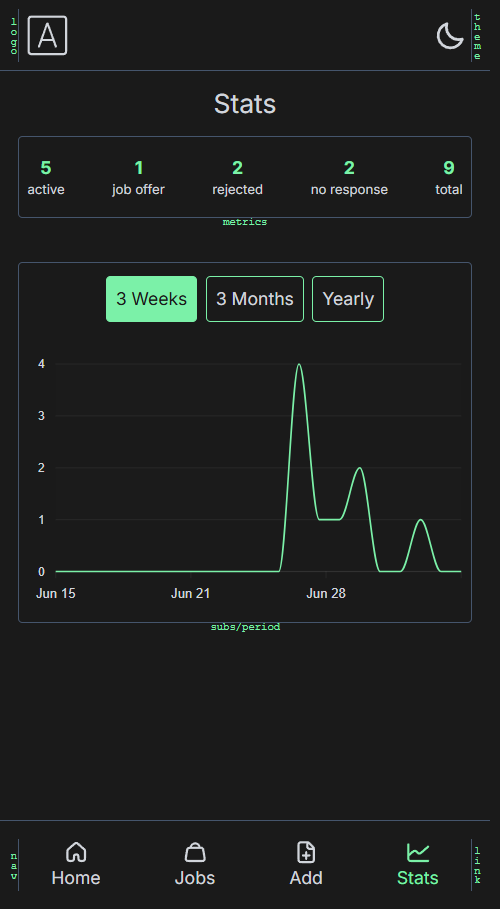 logo
A
theme
Stats
5 1 2 2 9
active job offer rejected no response total
metrics
3 Weeks 3 Months Yearly
4
3
2
1
0
Jun 15 Jun 21 Jun 28
subs/period
nav
Home Jobs Add Stats
link